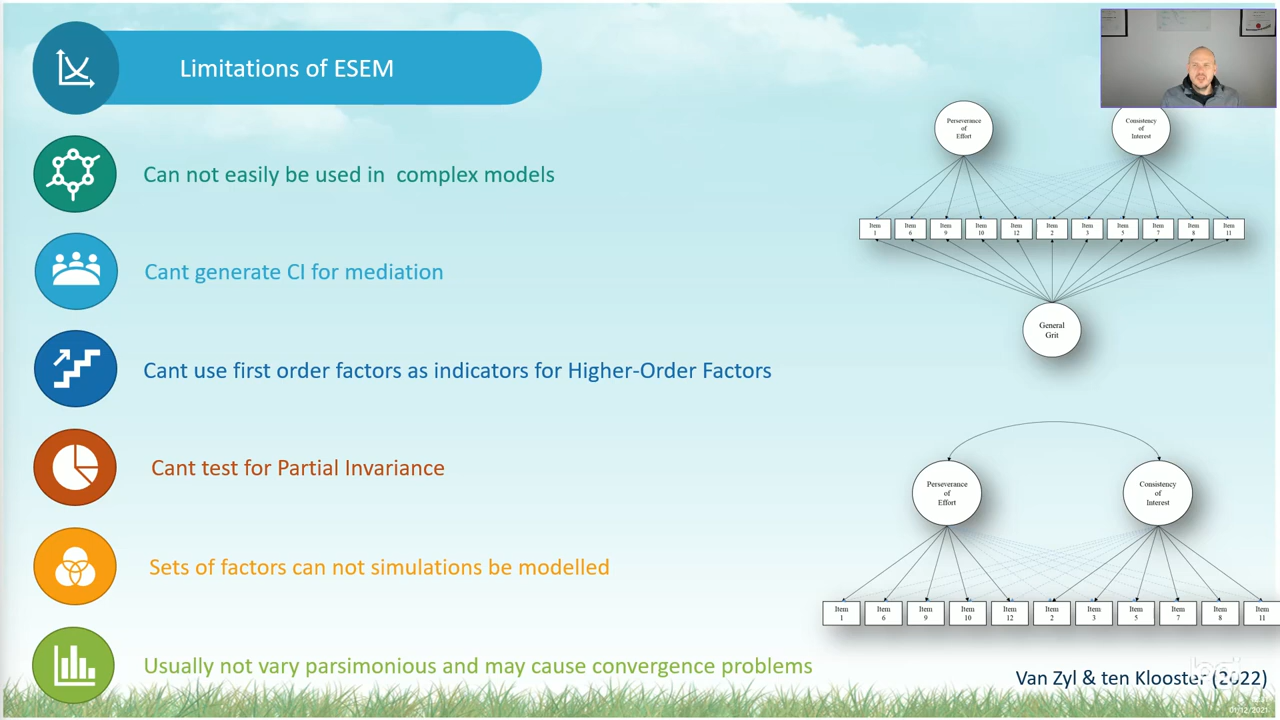 Limitations of ESEM
Can not easily be used in complex models
Cant generate CI for mediation
Cant use first order factors as indicators for Higher-Order Factors
Cant test for Partial Invariance
Sets of factors can not simulations be modelled
Usually not vary parsimonious and may cause convergence problems
Perseverance
of
Effort
Consistency
of
Interest
Item Item Item Item Item Item Item Item Item Item Item
1 6 9 10 12 2 3 5 7 8 11
General
Grit
Perseverance
of
Effort
Consistency
of
Interest
Item Item Item Item Item Item Item Item Item Item Item
1 6 9 10 12 2 3 5 7 8 11
Van Zyl & ten Klooster (2022)
01/12/2021